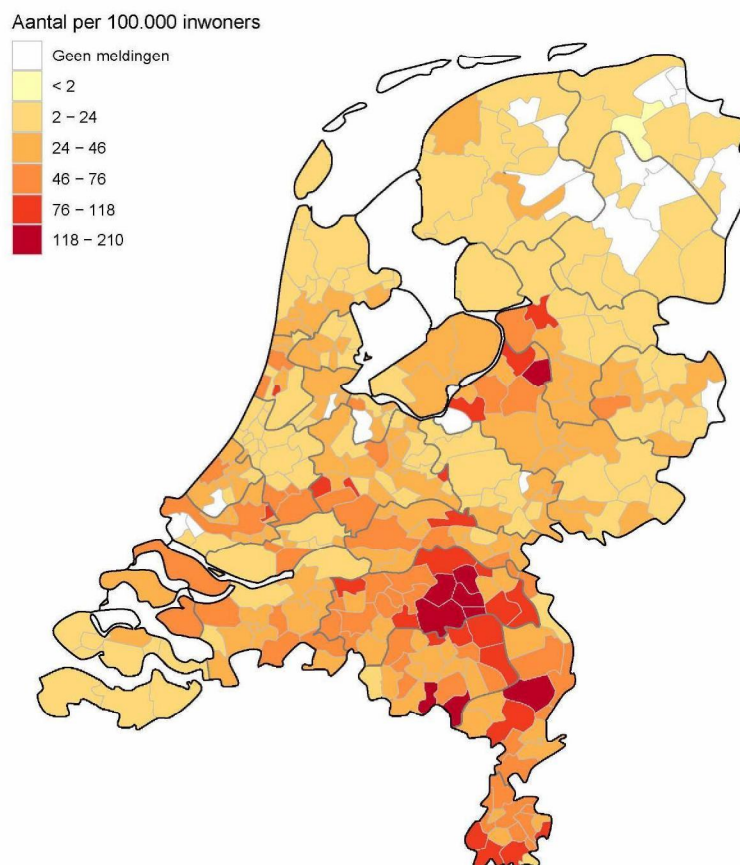 Aantal per 100.000 inwoners
Geen meldingen
< 2
2 – 24
24 – 46
46 – 76
76 – 118
118 – 210